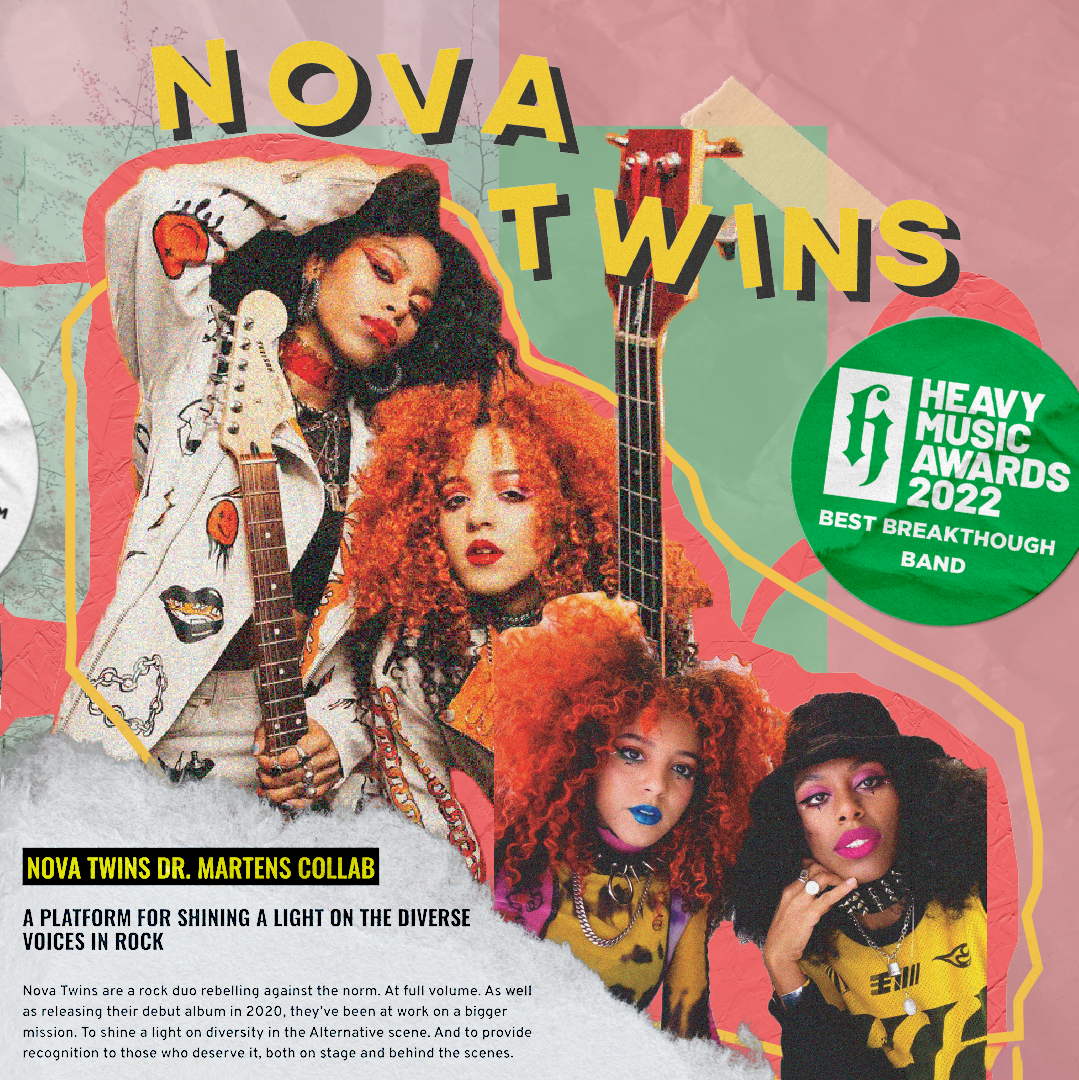 NOVA
TWINS
HEAVY
MUSIC
AWARDS
2022
BEST BREAKTHOUGH
BAND
NOVA TWINS DR. MARTENS COLLAB
A PLATFORM FOR SHINING A LIGHT ON THE DIVERSE
VOICES IN ROCK
Nova Twins are a rock duo rebelling against the norm. At full volume. As well
as releasing their debut album in 2020, they’ve been at work on a bigger
mission. To shine a light on diversity in the Alternative scene. And to provide
recognition to those who deserve it, both on stage and behind the scenes.